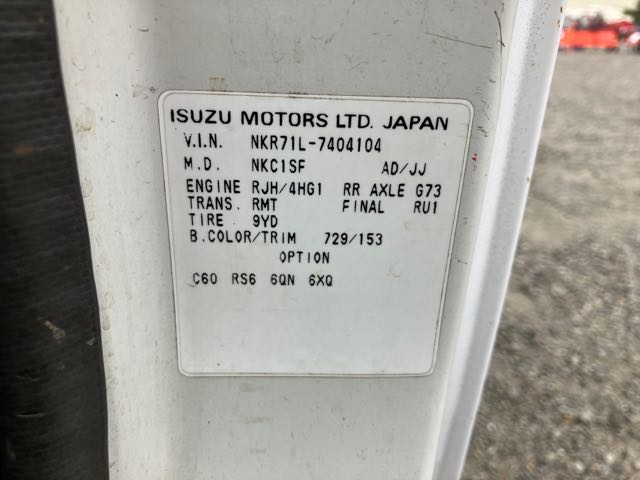 ISUZU MOTORS LTD. JAPAN
V.I.N. NKR71L-7404104
M.D. NKC1SF AD/JJ
ENGINE RJH/4HG1 RR AXLE G73
TRANS. RMT FINAL RU1
TIRE 9YD
B.COLOR/TRIM 729/153
OPTION
C60 RS6 6QN 6XQ